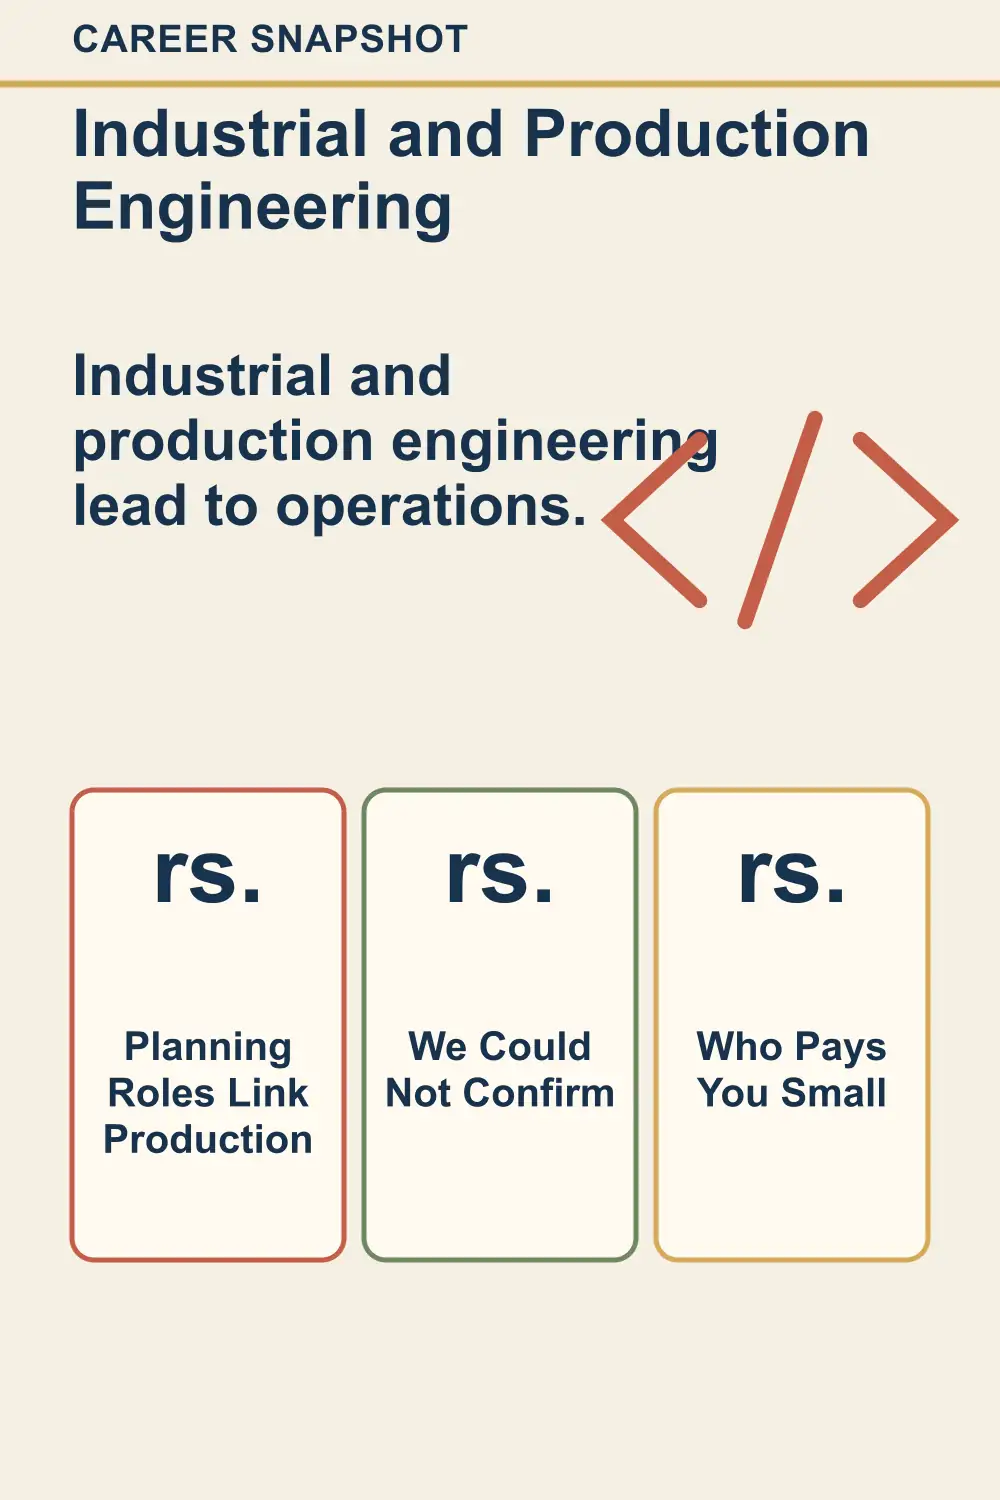 CAREER SNAPSHOT
Industrial and Production
Engineering
Industrial and
production engineering
lead to operations.
</>
rs.
Planning
Roles Link
Production
rs.
We Could
Not Confirm
rs.
Who Pays
You Small